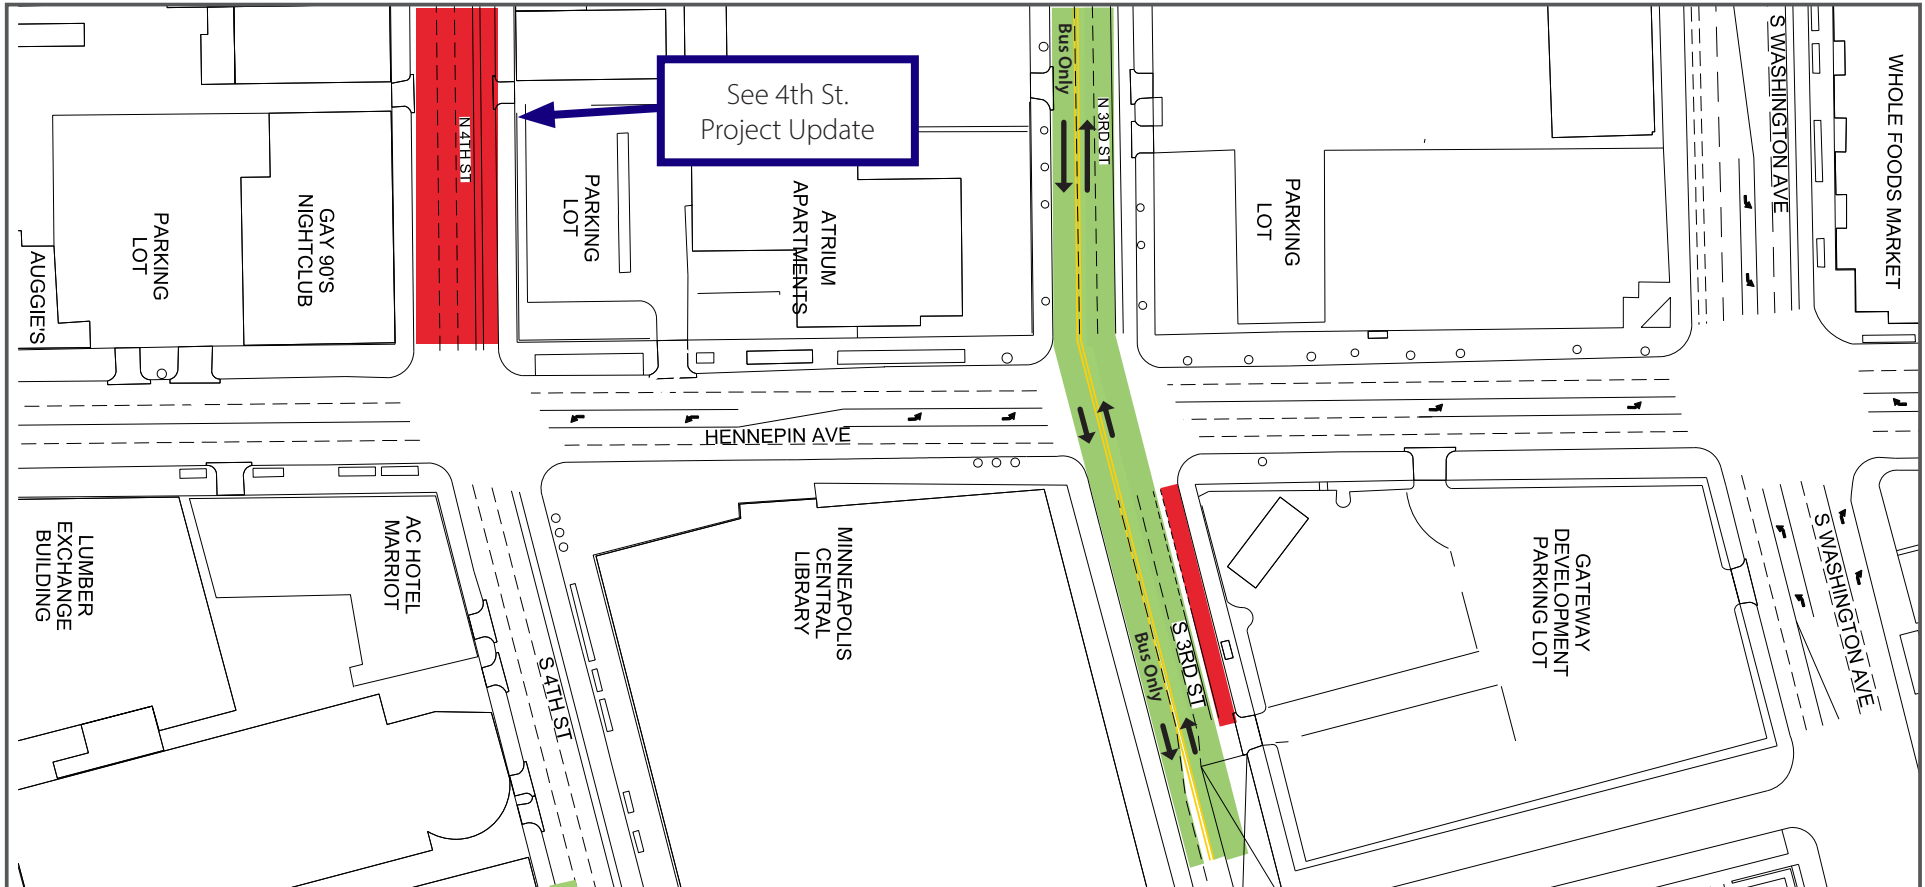 See 4th St.
Project Update
N 4TH ST
Bus Only
N 3RD ST
S WASHINGTON AVE
WHOLE FOODS MARKET
AUGGIE'S
PARKING
LOT
GAY 90'S
NIGHTCLUB
PARKING
LOT
ATRIUM
APARTMENTS
PARKING
LOT
HENNEPIN AVE
LUMBER
EXCHANGE
BUILDING
AC HOTEL
MARRIOT
S 4TH ST
MINNEAPOLIS
CENTRAL
LIBRARY
Bus Only
S 3RD ST
GATEWAY
DEVELOPMENT
PARKING LOT
S WASHINGTON AVE